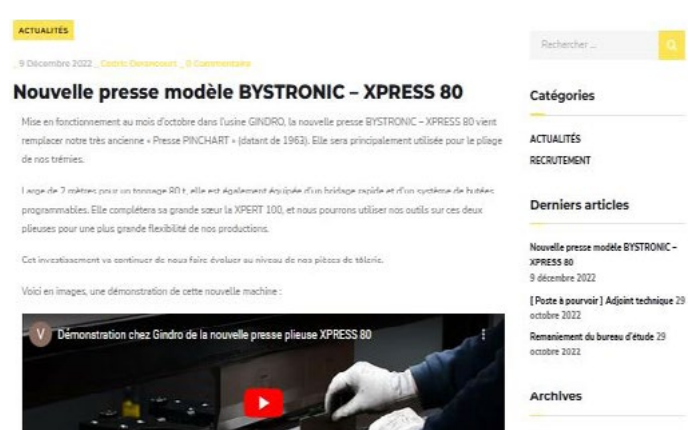 ACTUALITÉS
_ 9 Décembre 2022 _ Cédric _ 0 Commentaire
Nouvelle presse modèle BYSTRONIC – XPRESS 80
Mise en fonctionnement au mois d'octobre dans l'usine GINDRO, la nouvelle presse BYSTRONIC – XPRESS 80 vient
remplacer notre très ancienne « Presse PINCHART » (datant de 1963). Elle sera principalement utilisée pour le pliage
de nos trémies.
Large de 2 mètres pour un tonnage 80 t, elle est également équipée d'un bridage rapide et d'un système de butées
programmables. Elle complétera sa grande sœur la XPERT 100, et nous pourrons utiliser nos outils sur ces deux
plieuses pour une plus grande flexibilité de nos productions.
Cet investissement va continuer de nous faire évoluer au niveau de nos pièces de tôlerie.
Voici en images, une démonstration de cette nouvelle machine :
V Démonstration chez Gindro de la nouvelle presse plieuse XPRESS 80
Rechercher ...
Catégories
ACTUALITÉS
RECRUTEMENT
Derniers articles
Nouvelle presse modèle BYSTRONIC –
XPRESS 80
9 décembre 2022
[ Poste à pourvoir ] Adjoint technique 29
octobre 2022
Remaniement du bureau d'étude 29
octobre 2022
Archives